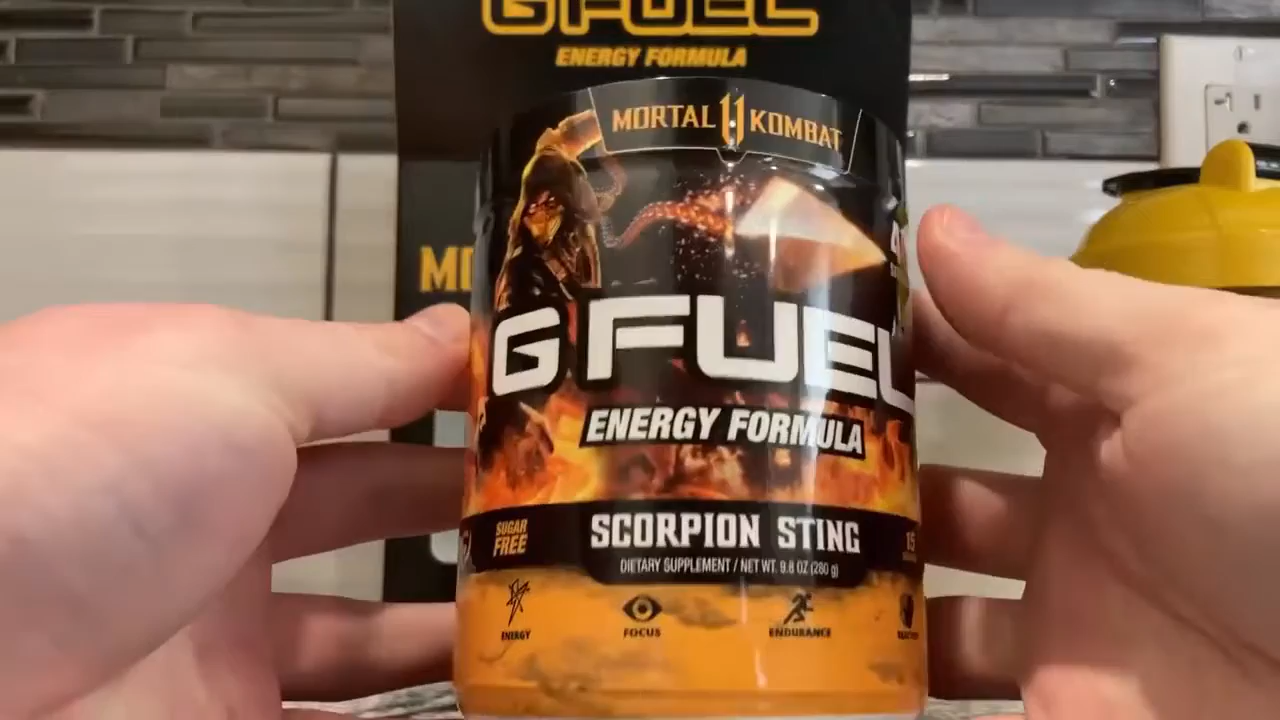 G FUEL
ENERGY FORMULA
MORTAL 11 KOMBAT
G FUEL
ENERGY FORMULA
SUGAR
FREE
SCORPION STING
15
DIETARY SUPPLEMENT / NET WT. 9.8 OZ (280 g)
ENERGY
FOCUS
ENDURANCE